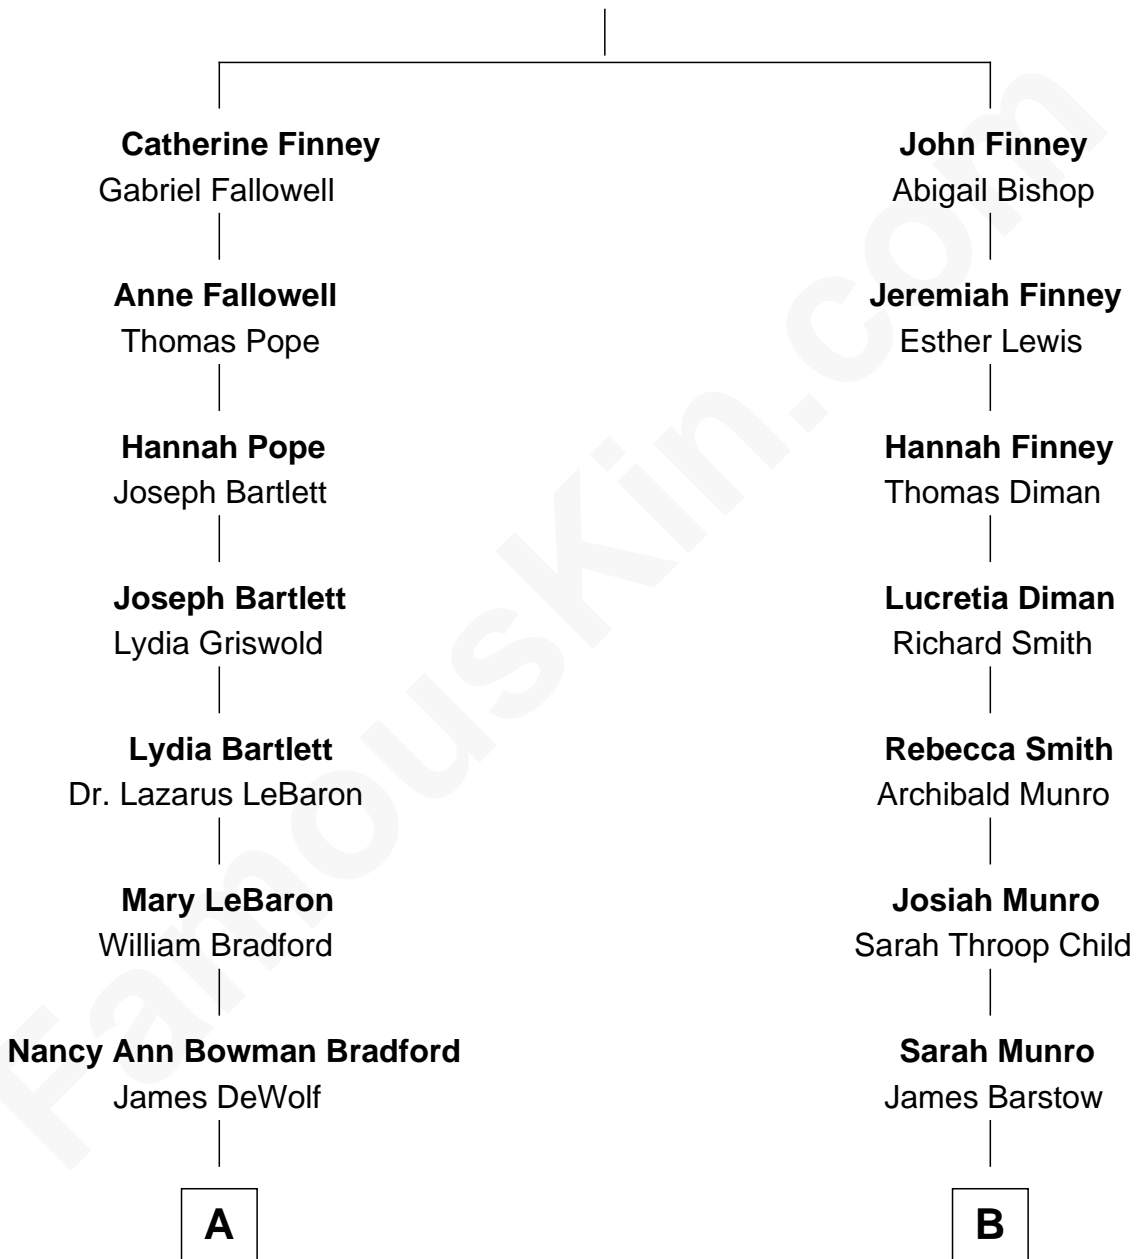 Catherine Finney
Gabriel Fallowell
Anne Fallowell
Thomas Pope
Hannah Pope
Joseph Bartlett
Joseph Bartlett
Lydia Griswold
Lydia Bartlett
Dr. Lazarus LeBaron
Mary LeBaron
William Bradford
Nancy Ann Bowman Bradford
James DeWolf
A
John Finney
Abigail Bishop
Jeremiah Finney
Esther Lewis
Hannah Finney
Thomas Diman
Lucretia Diman
Richard Smith
Rebecca Smith
Archibald Munro
Josiah Munro
Sarah Throop Child
Sarah Munro
James Barstow
B
FamousKin.com